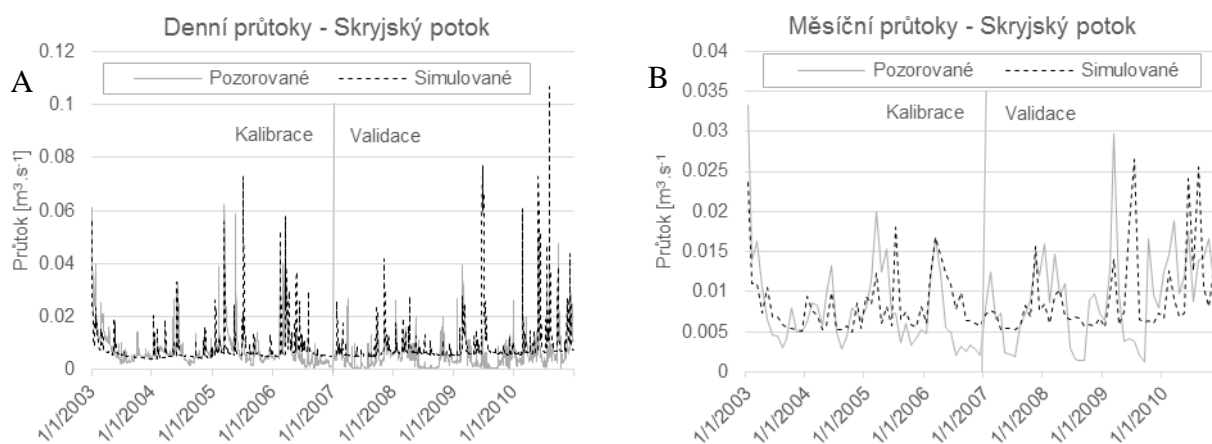 A
Denní průtoky - Skryjský potok
Pozorované
Simulované
Kalibrace
Validace
Průtok [m³.s⁻¹]
0.12
0.1
0.08
0.06
0.04
0.02
0
1/1/2003
1/1/2004
1/1/2005
1/1/2006
1/1/2007
1/1/2008
1/1/2009
1/1/2010
B
Měsíční průtoky - Skryjský potok
Pozorované
Simulované
Kalibrace
Validace
Průtok [m³.s⁻¹]
0.04
0.035
0.03
0.025
0.02
0.015
0.01
0.005
0
1/1/2003
1/1/2004
1/1/2005
1/1/2006
1/1/2007
1/1/2008
1/1/2009
1/1/2010